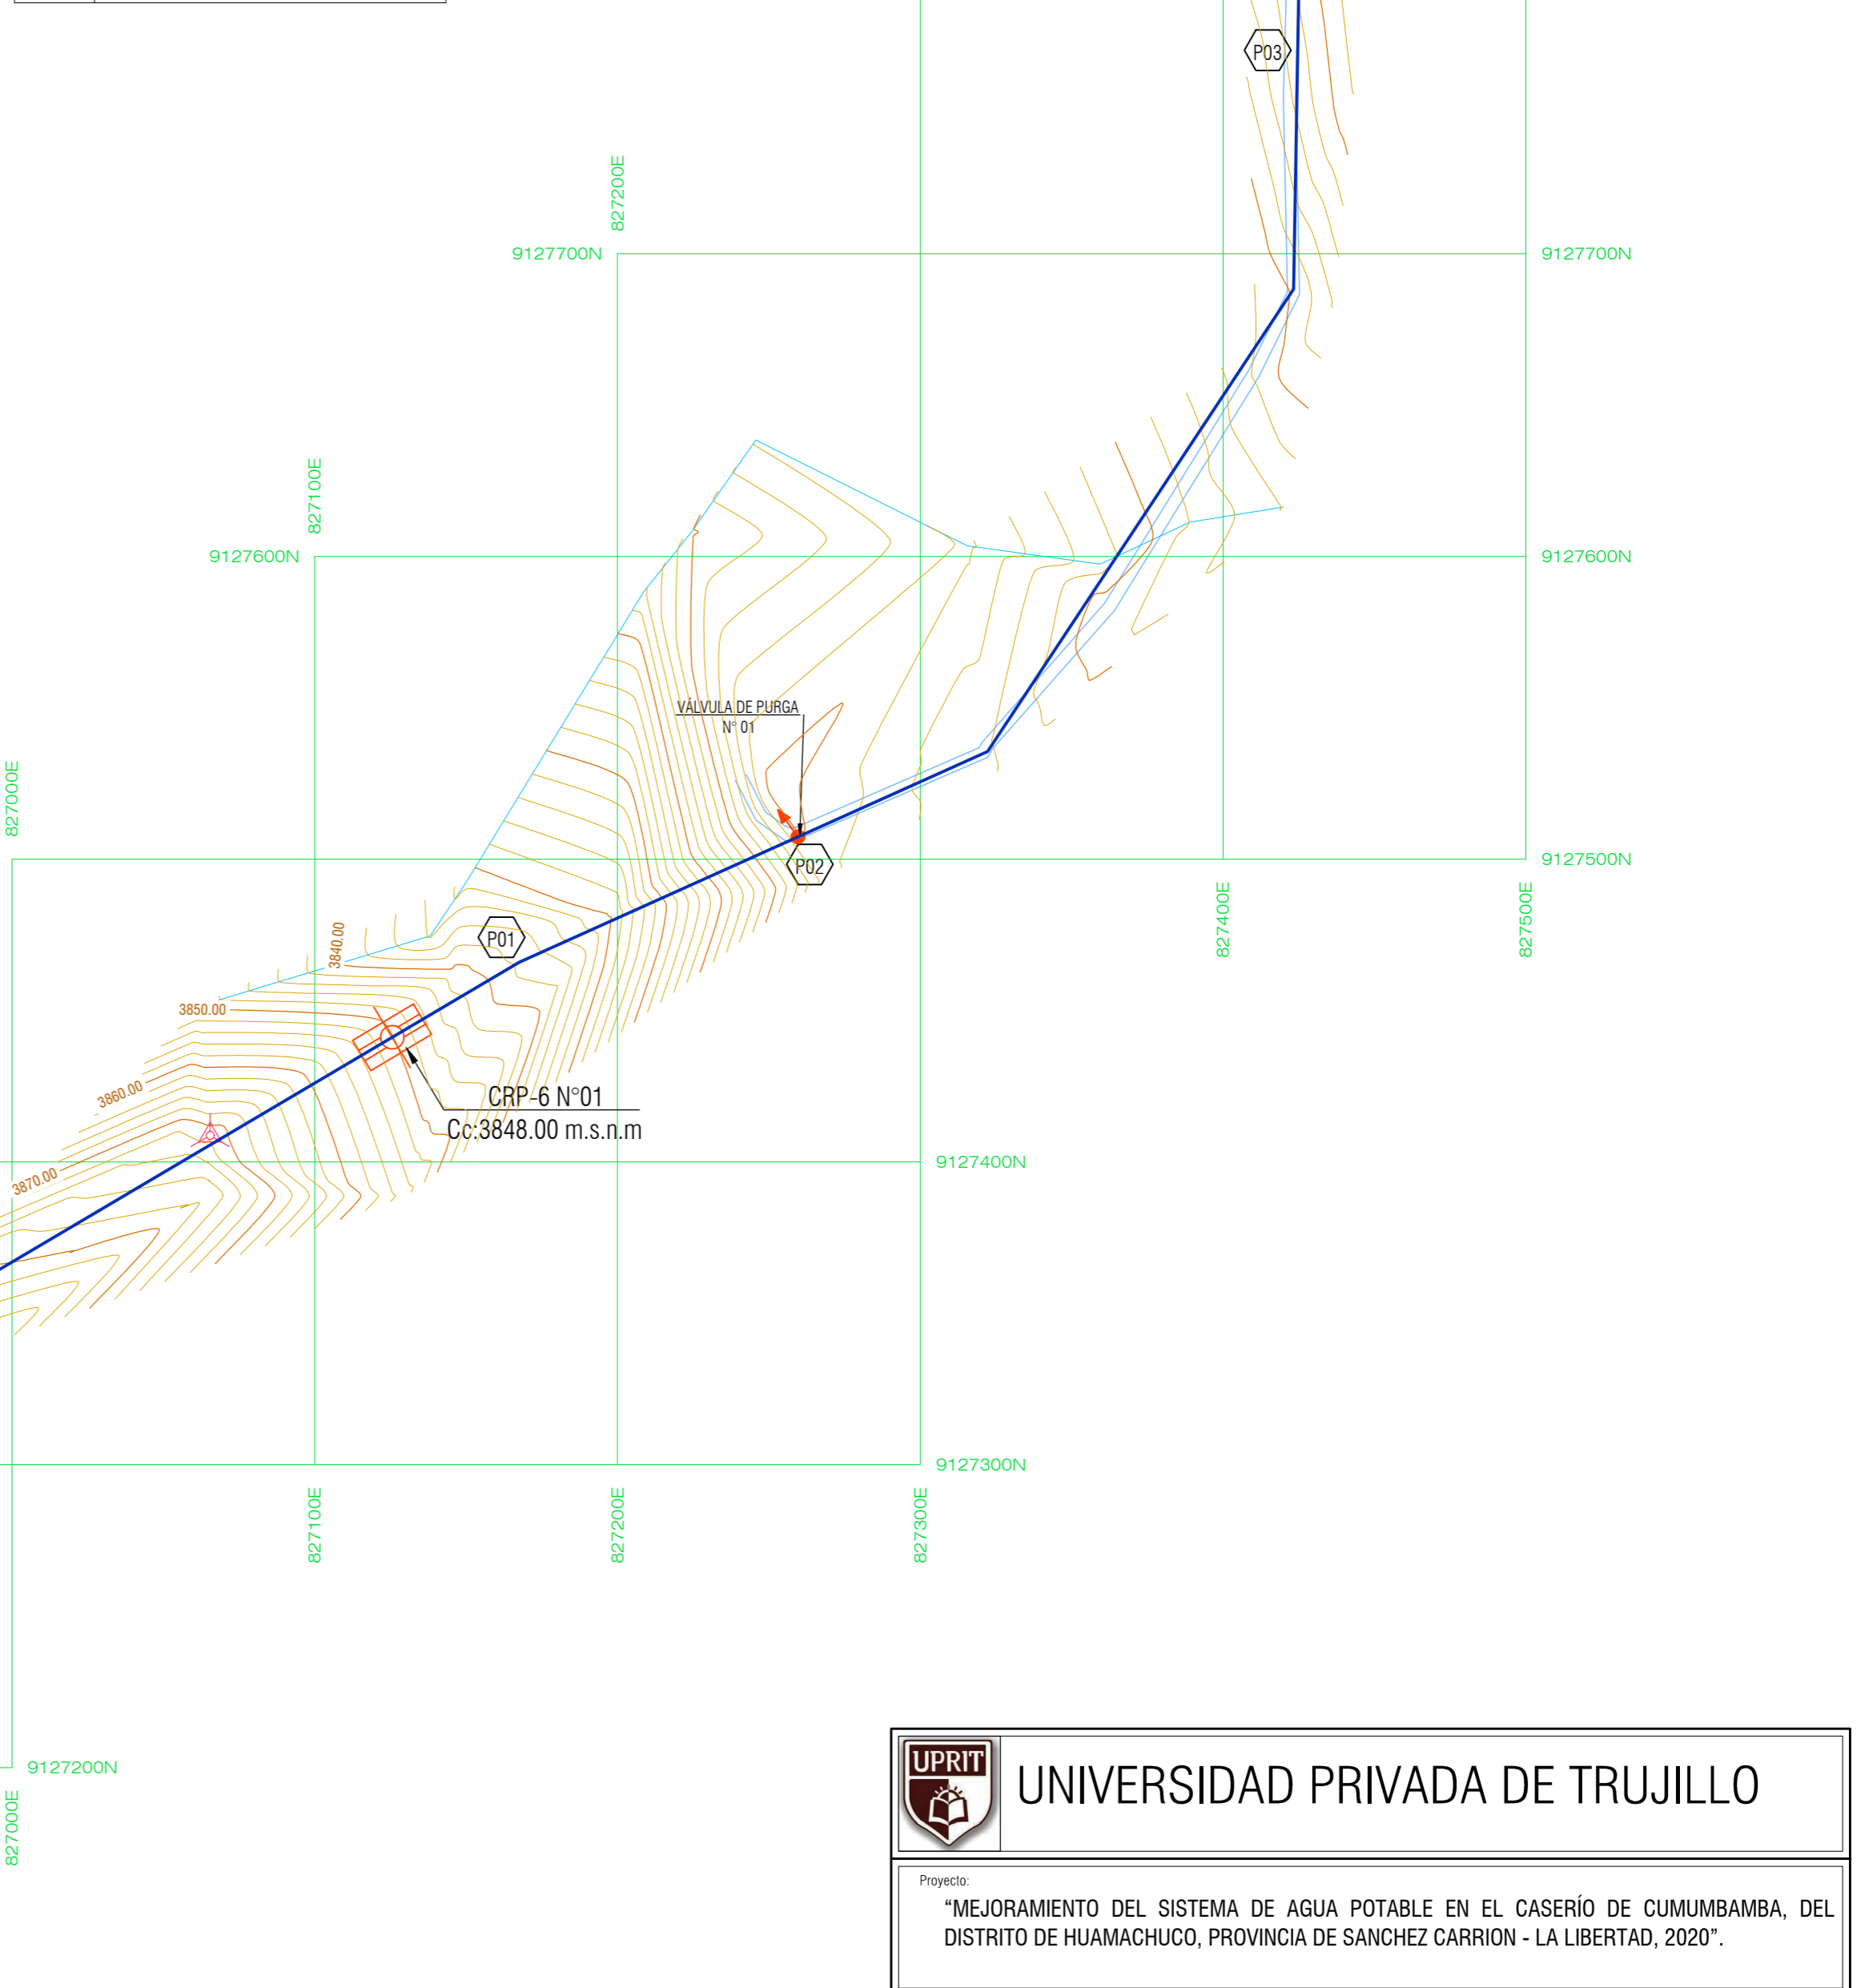 P03
827200E
9127700N
9127700N
827100E
9127600N
9127600N
VÁLVULA DE PURGA
N° 01
827000E
P02
9127500N
827400E
827500E
P01
3840.00
3850.00
3860.00
CRP-6 N°01
Cc:3848.00 m.s.n.m
9127400N
3870.00
9127300N
827100E
827200E
827300E
9127200N
827000E
UPRIT
UNIVERSIDAD PRIVADA DE TRUJILLO
Proyecto:
“MEJORAMIENTO DEL SISTEMA DE AGUA POTABLE EN EL CASERÍO DE CUMUMBAMBA, DEL
DISTRITO DE HUAMACHUCO, PROVINCIA DE SANCHEZ CARRION - LA LIBERTAD, 2020”.